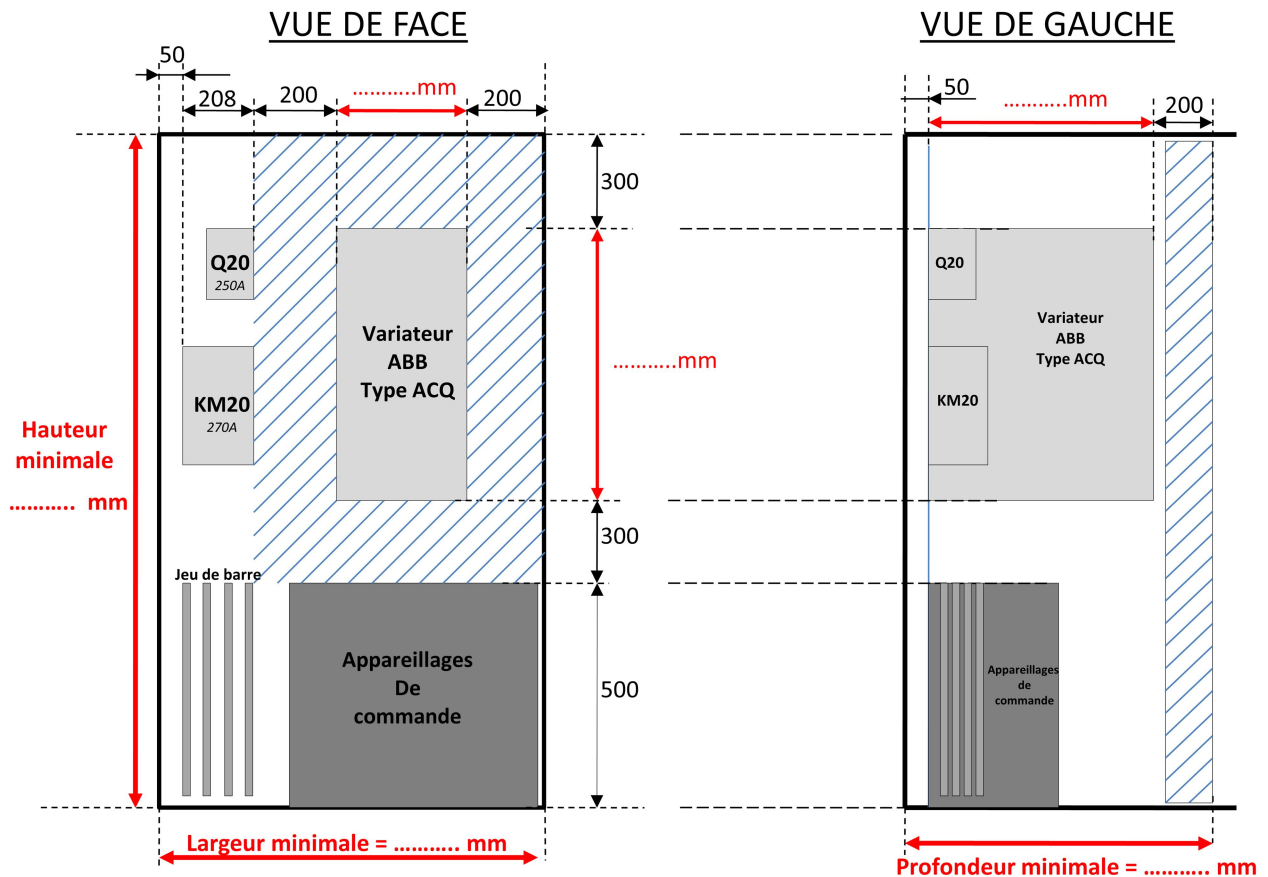 VUE DE FACE
VUE DE GAUCHE
50
208
200
………..mm
200
50
………..mm
200
300
Q20
250A
Variateur
ABB
Type ACQ
………..mm
KM20
270A
Hauteur
minimale
……….. mm
300
Jeu de barre
Appareillages
De
commande
500
Largeur minimale = ……….. mm
Q20
Variateur
ABB
Type ACQ
KM20
Appareillages
de
commande
Profondeur minimale = ……….. mm